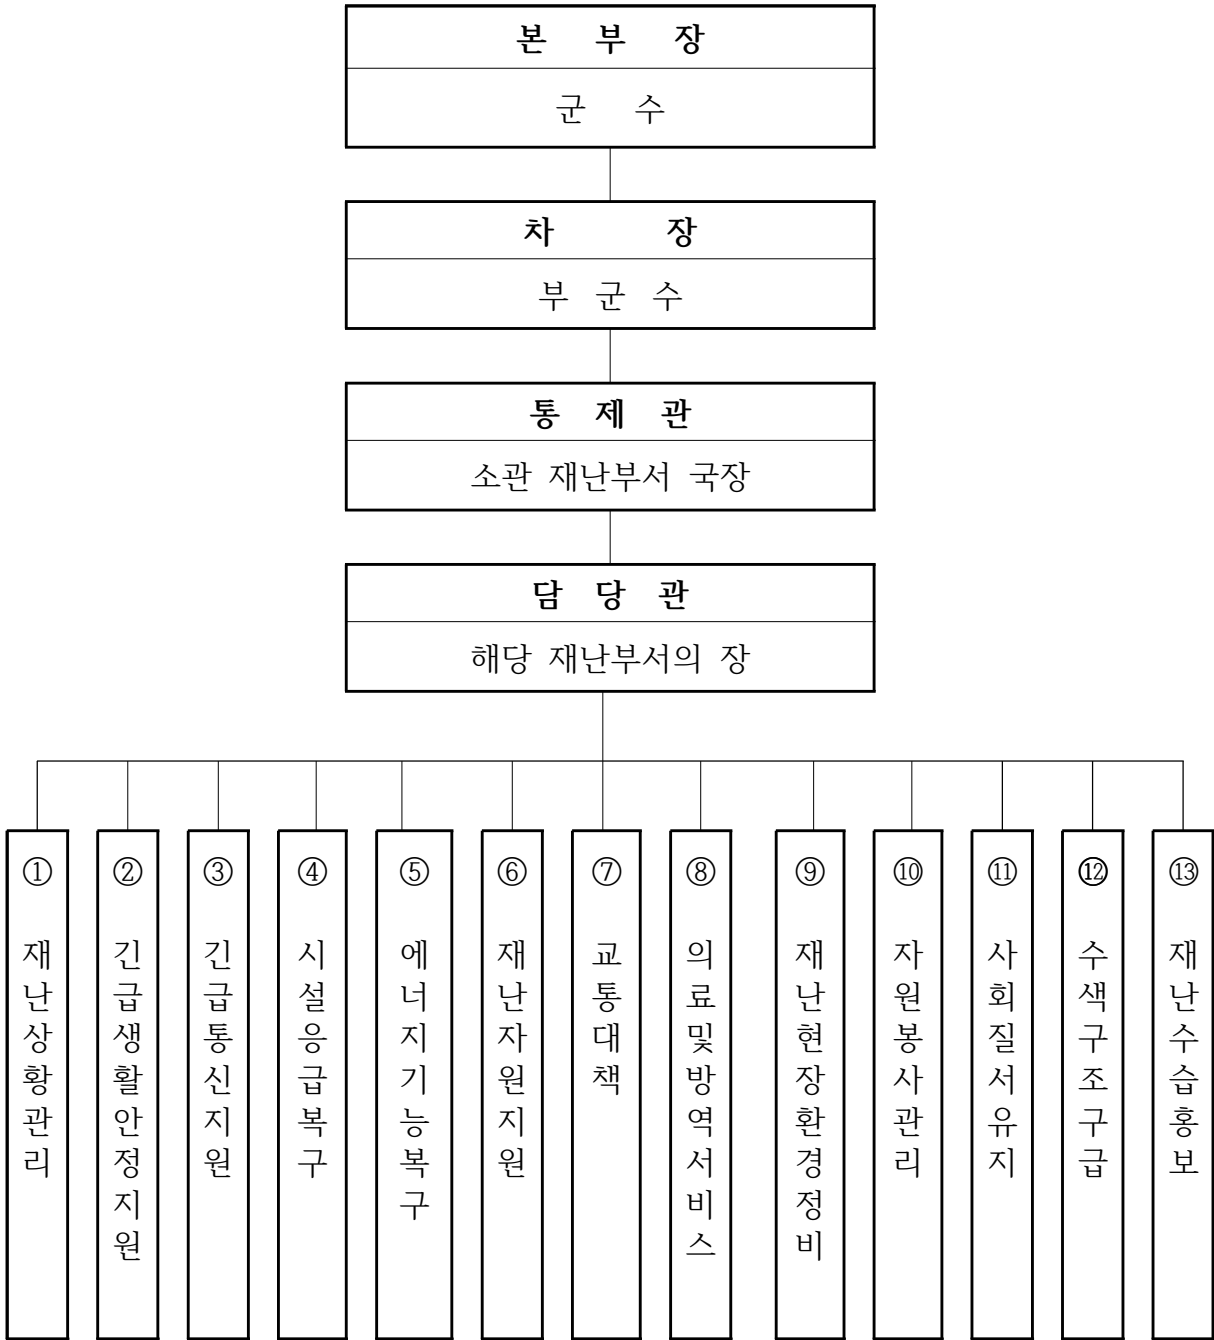 본 부 장
군 수
차 장
부 군 수
통 제 관
소관 재난부서 국장
담 당 관
해당 재난부서의 장
① 재난상황관리
② 긴급생활안정지원
③ 긴급통신지원
④ 시설응급복구
⑤ 에너지기능복구
⑥ 재난자원지원
⑦ 교통대책
⑧ 의료및방역서비스
⑨ 재난현장환경정비
⑩ 자원봉사관리
⑪ 사회질서유지
⑫ 수색구조구급
⑬ 재난수습홍보